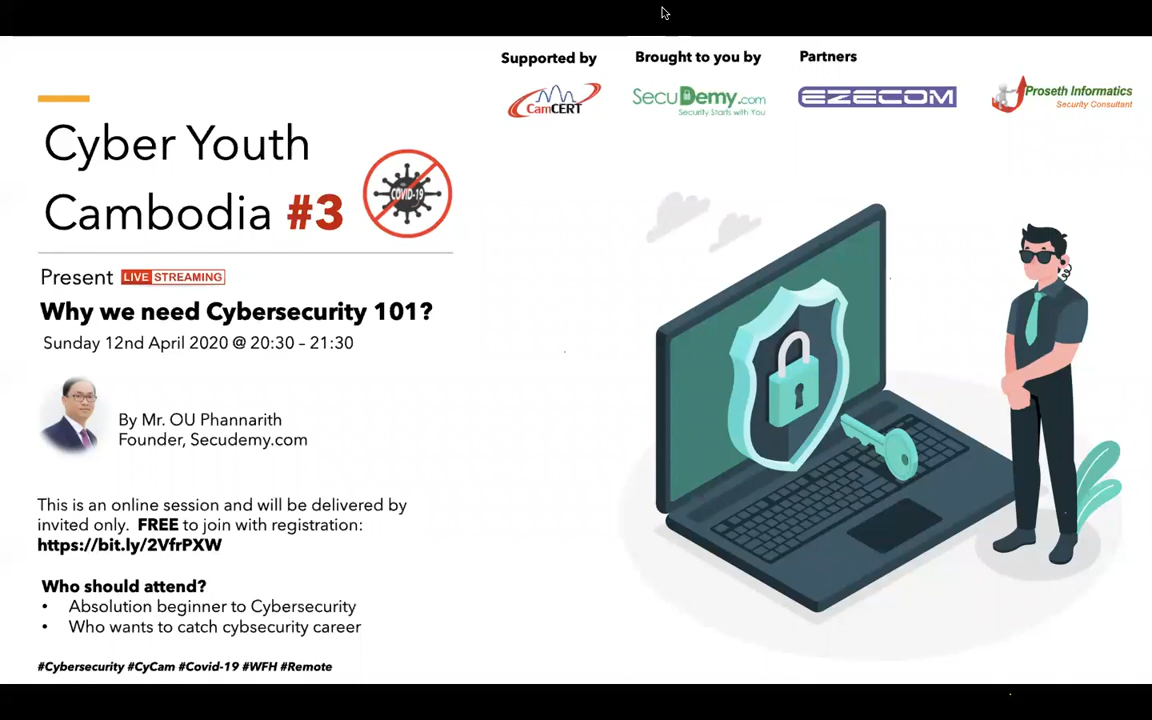 Supported by
Brought to you by
Partners
CamCERT
SecuDemy.com
Security Starts with You
EZECOM
Proseth Informatics
Security Consultant
Cyber Youth
Cambodia #3
COVID-19
Present LIVE STREAMING
Why we need Cybersecurity 101?
Sunday 12nd April 2020 @ 20:30 – 21:30
By Mr. OU Phannarith
Founder, Secudemy.com
This is an online session and will be delivered by
invited only. FREE to join with registration:
https://bit.ly/2VfrPXW
Who should attend?
• Absolution beginner to Cybersecurity
• Who wants to catch cybsecurity career
#Cybersecurity #CyCam #Covid-19 #WFH #Remote